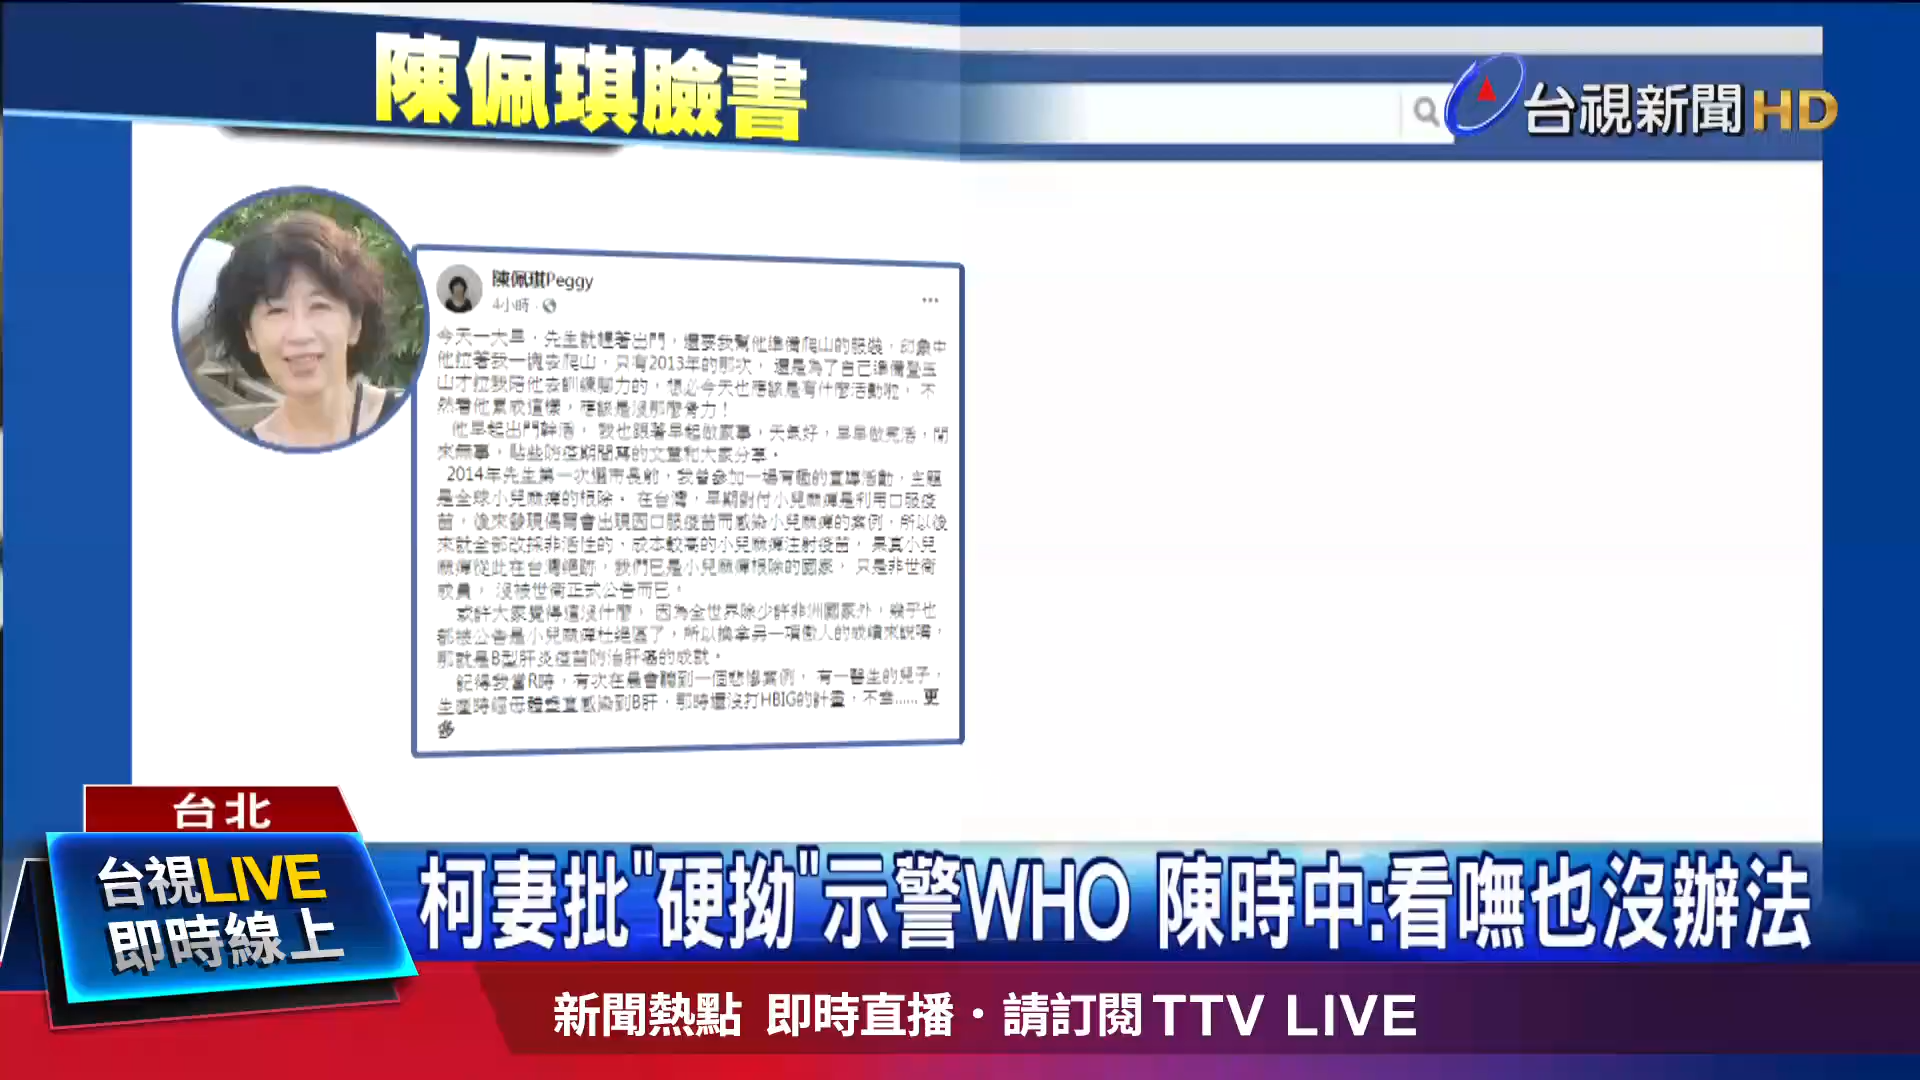 陳佩琪臉書
台視新聞HD
陳佩琪Peggy
4小時
今天一大早，先生就趕著出門，還要我幫他準備爬山的服裝，印象中
他拉著我一塊去爬山，只有2013年的那次，還是為了自己準備登玉
山才拉我陪他去訓練腳力的，想必今天也應該是有什麼活動啦，不
然看他累成這樣，應該是沒那麼骨力！
他早起出門幹活，我也跟著早起做家事，天氣好，早早做完活，閒
來無事，貼些防疫期間寫的文章和大家分享。
2014年先生第一次選市長前，我曾參加一場有趣的宣導活動，主題
是全球小兒麻痺的根除。在台灣，早期對付小兒麻痺是利用口服疫
苗，後來發現偶爾會出現因口服疫苗而感染小兒麻痺的案例，所以後
來就全部改採非活性的、成本較高的小兒麻痺注射疫苗，果真小兒
麻痺從此在台灣絕跡，我們已是小兒麻痺根除的國家，只是非世衛
成員，沒被世衛正式公告而已。
或許大家覺得這沒什麼，因為全世界除少許非洲國家外，幾乎也
都被公告是小兒麻痺杜絕區了，所以換拿另一項傲人的成績來說嘴，
那就是B型肝炎疫苗防治肝癌的成就。
記得我當R時，有次在晨會聽到一個悲慘案例，有一醫生的兒子，
生產時經母體垂直感染到B肝，那時還沒打HBIG的計畫，不幸......更
多
台北
台視LIVE
即時線上
柯妻批"硬拗"示警WHO 陳時中:看嘸也沒辦法
新聞熱點 即時直播·請訂閱TTV LIVE